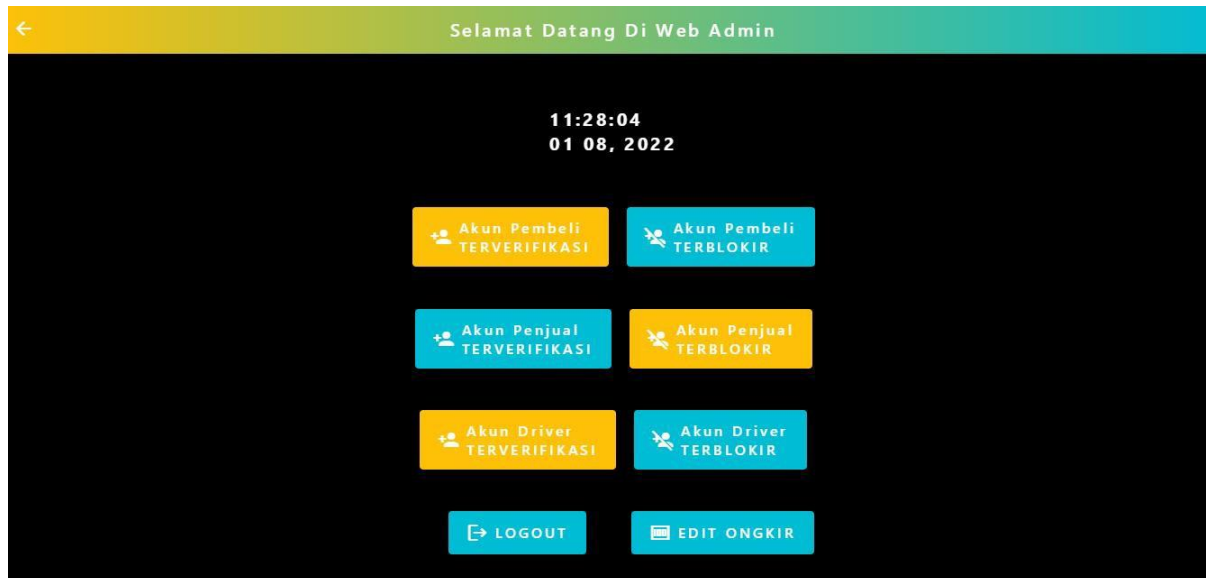 Selamat Datang Di Web Admin
11:28:04
01 08, 2022
Akun Pembeli
TERVERIFIKASI
Akun Pembeli
TERBLOKIR
Akun Penjual
TERVERIFIKASI
Akun Penjual
TERBLOKIR
Akun Driver
TERVERIFIKASI
Akun Driver
TERBLOKIR
LOGOUT
EDIT ONGKIR